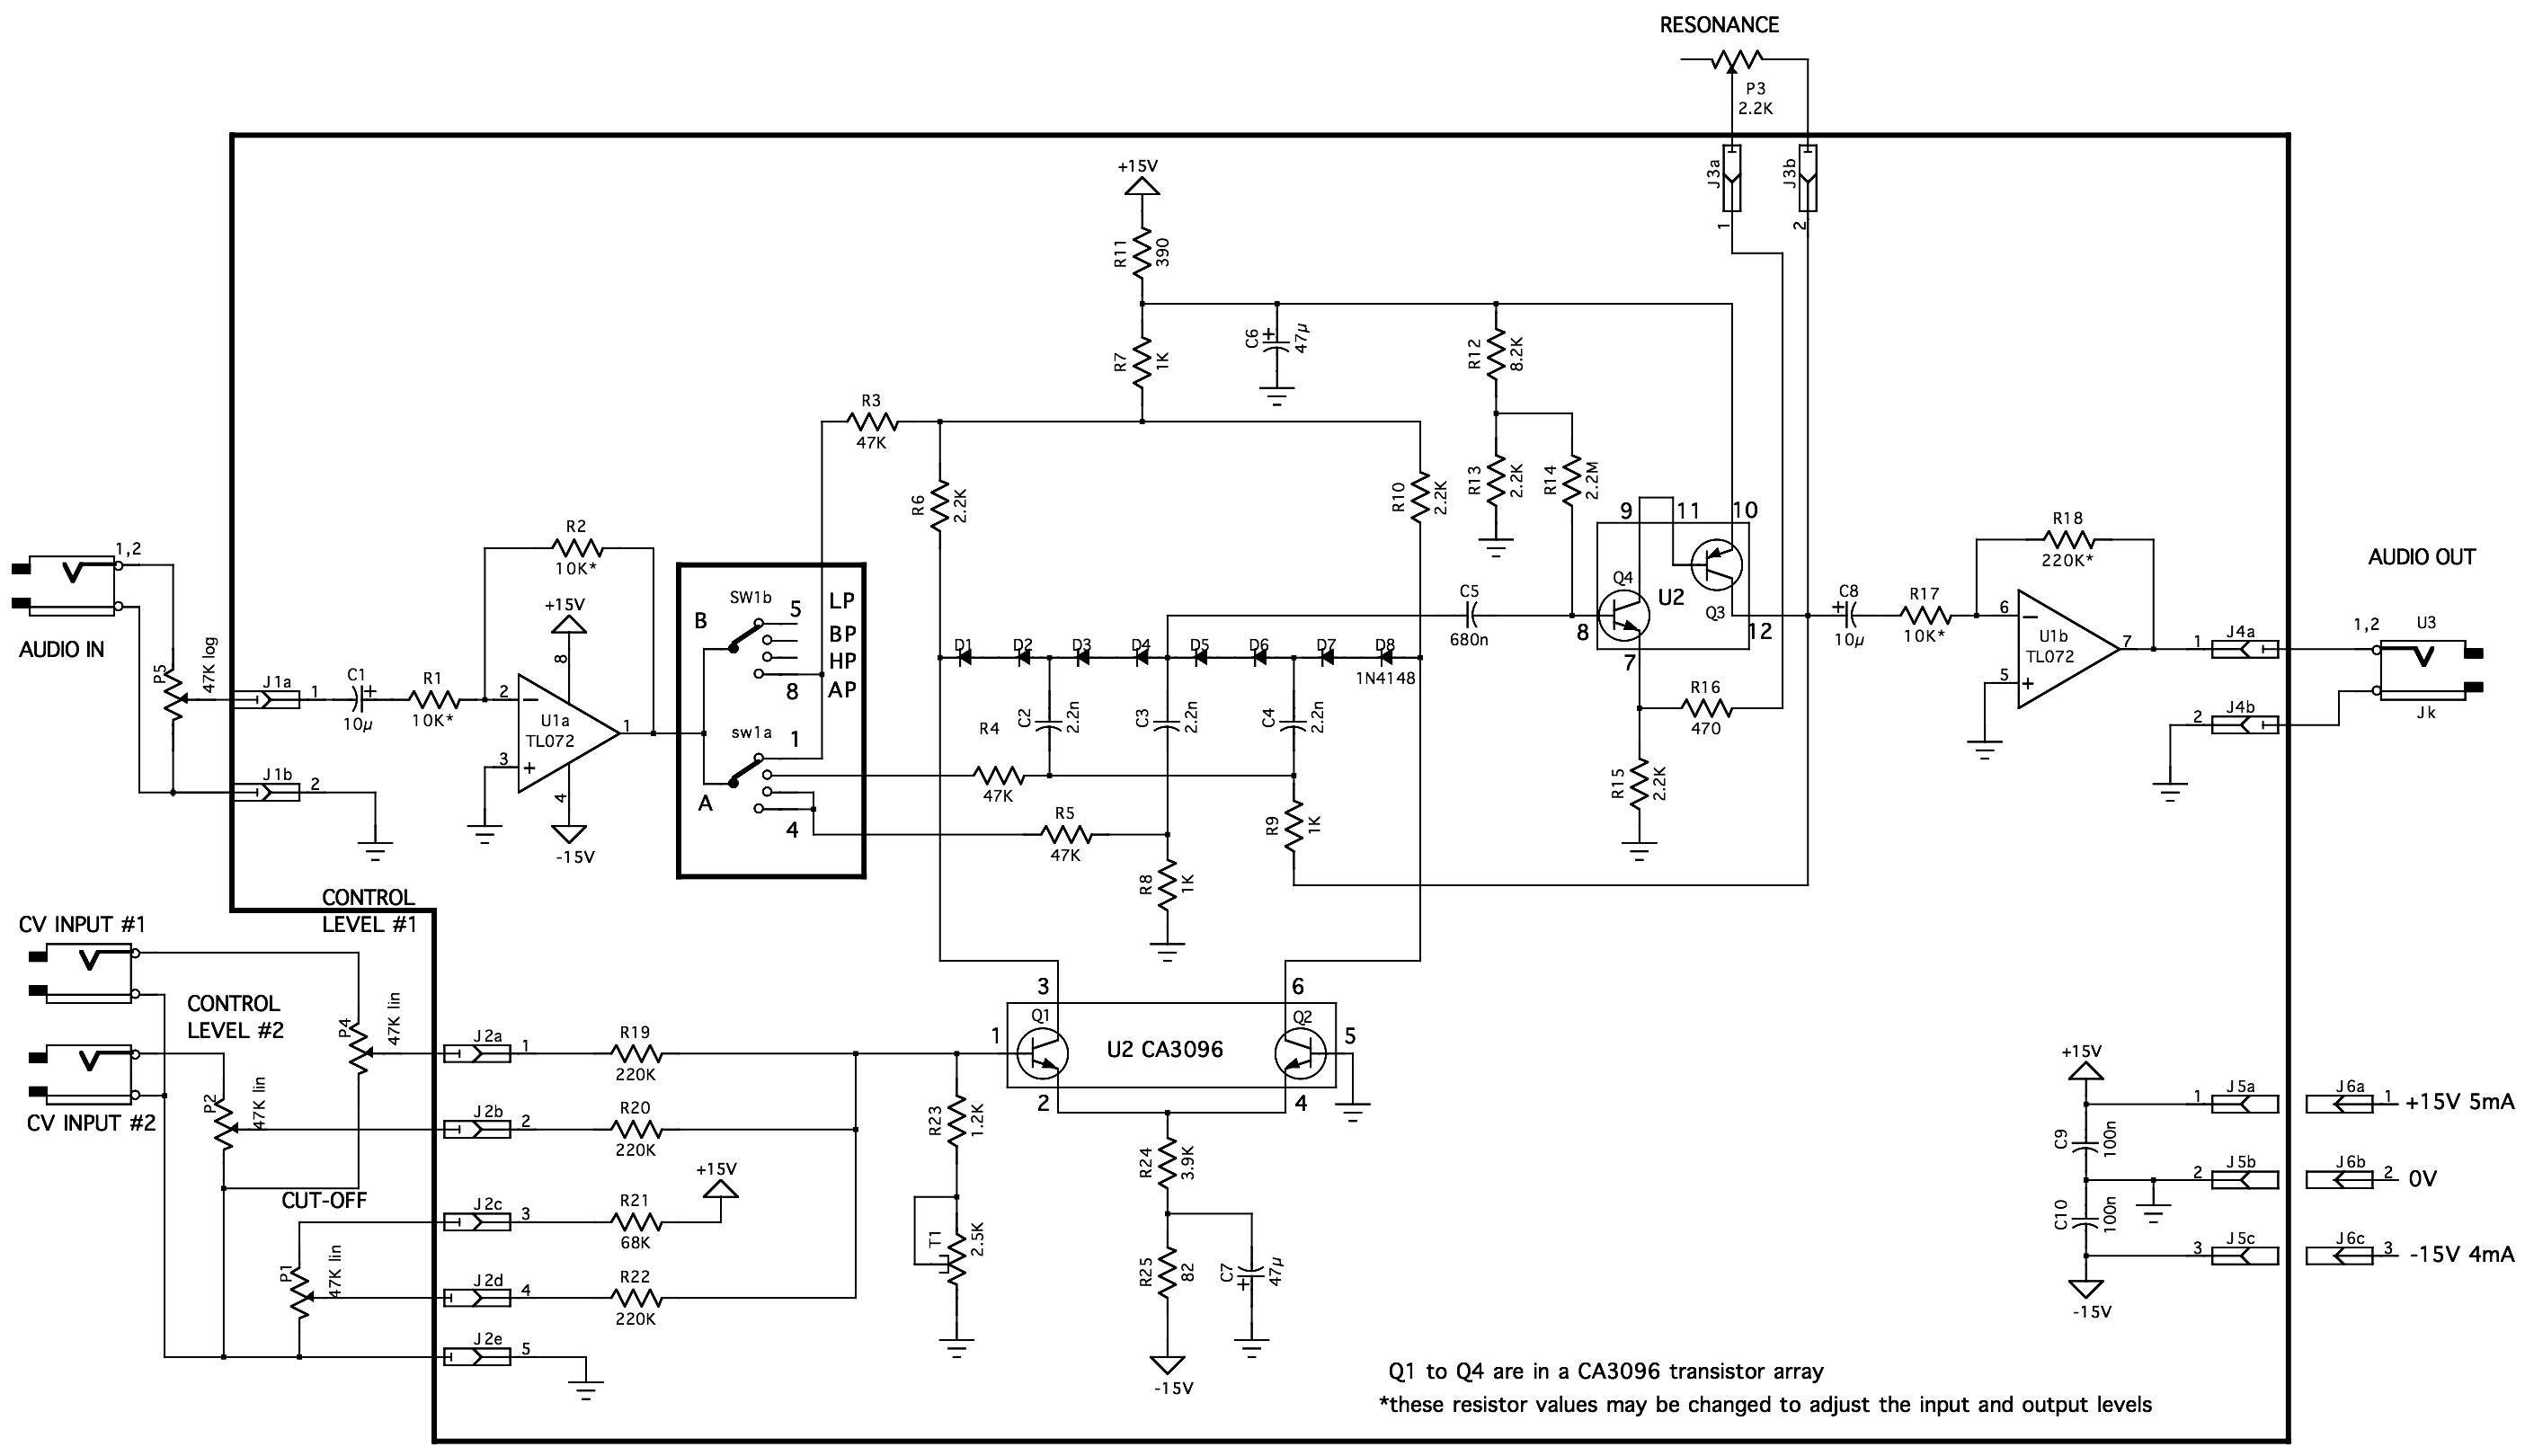 RESONANCE
P3
2.2K
J3a
J3b
1
2
+15V
R11
390
R7
1K
C6
+
47µ
R12
8.2K
R3
47K
R6
2.2K
R10
2.2K
R13
2.2K
R14
2.2M
9
11
10
Q4
U2
Q3
8
7
12
C5
680n
R16
470
R15
2.2K
+
C8
10µ
R17
10K*
R18
220K*
6
5
U1b
TL072
7
1
J4a
2
J4b
AUDIO OUT
1,2
U3
Jk
1,2
AUDIO IN
P5
47K log
J1a
1
J1b
2
C1
+
10µ
R1
10K*
R2
10K*
+15V
8
2
3
U1a
TL072
1
4
-15V
SW1b
B
5
8
LP
BP
HP
AP
sw1a
A
1
4
D1
D2
D3
D4
D5
D6
D7
D8
1N4148
R4
47K
C2
2.2n
C3
2.2n
C4
2.2n
R5
47K
R8
1K
R9
1K
CONTROL
LEVEL #1
CV INPUT #1
CONTROL
LEVEL #2
CV INPUT #2
P4
47K lin
P2
47K lin
CUT-OFF
P1
47K lin
J2a
1
J2b
2
J2c
3
J2d
4
J2e
5
R19
220K
R20
220K
+15V
R21
68K
R22
220K
R23
1.2K
T1
2.5K
3
6
1
Q1
U2 CA3096
Q2
5
2
4
R24
3.9K
R25
82
C7
+
47µ
-15V
+15V
C9
100n
C10
100n
-15V
1
J5a
2
J5b
3
J5c
J6a
1
+15V 5mA
J6b
2
0V
J6c
3
-15V 4mA
Q1 to Q4 are in a CA3096 transistor array
*these resistor values may be changed to adjust the input and output levels